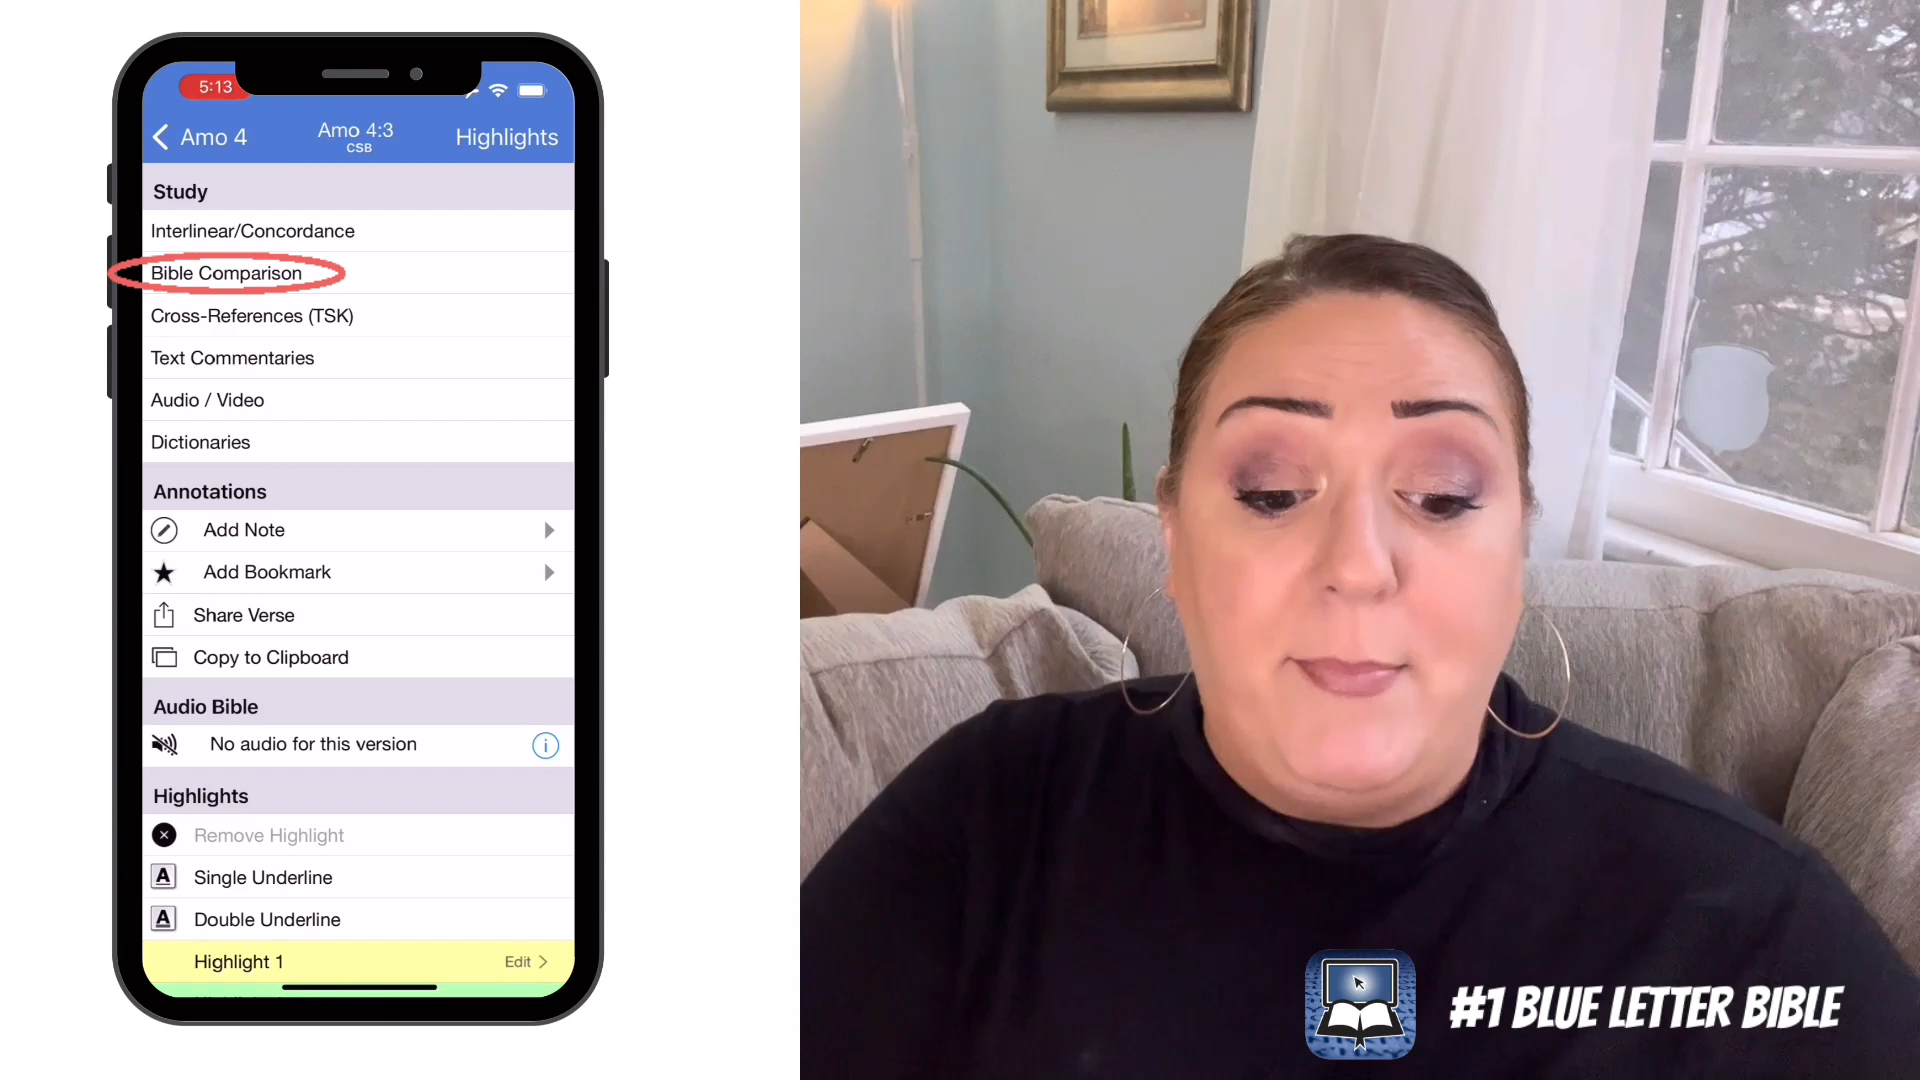 5:13
Amo 4
Amo 4:3
CSB
Highlights
Study
Interlinear/Concordance
Bible Comparison
Cross-References (TSK)
Text Commentaries
Audio / Video
Dictionaries
Annotations
Add Note
Add Bookmark
Share Verse
Copy to Clipboard
Audio Bible
No audio for this version
Highlights
Remove Highlight
A Single Underline
A Double Underline
Highlight 1 Edit
#1 BLUE LETTER BIBLE